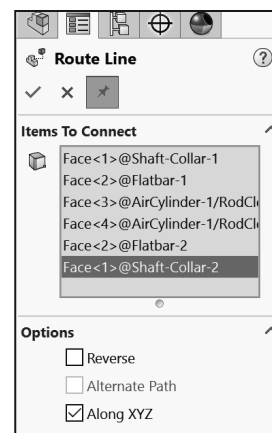 Route Line
Items To Connect
Face<1>@Shaft-Collar-1
Face<2>@Flatbar-1
Face<3>@AirCylinder-1/RodCl
Face<4>@AirCylinder-1/RodCl
Face<2>@Flatbar-2
Face<1>@Shaft-Collar-2
Options
Reverse
Alternate Path
Along XYZ